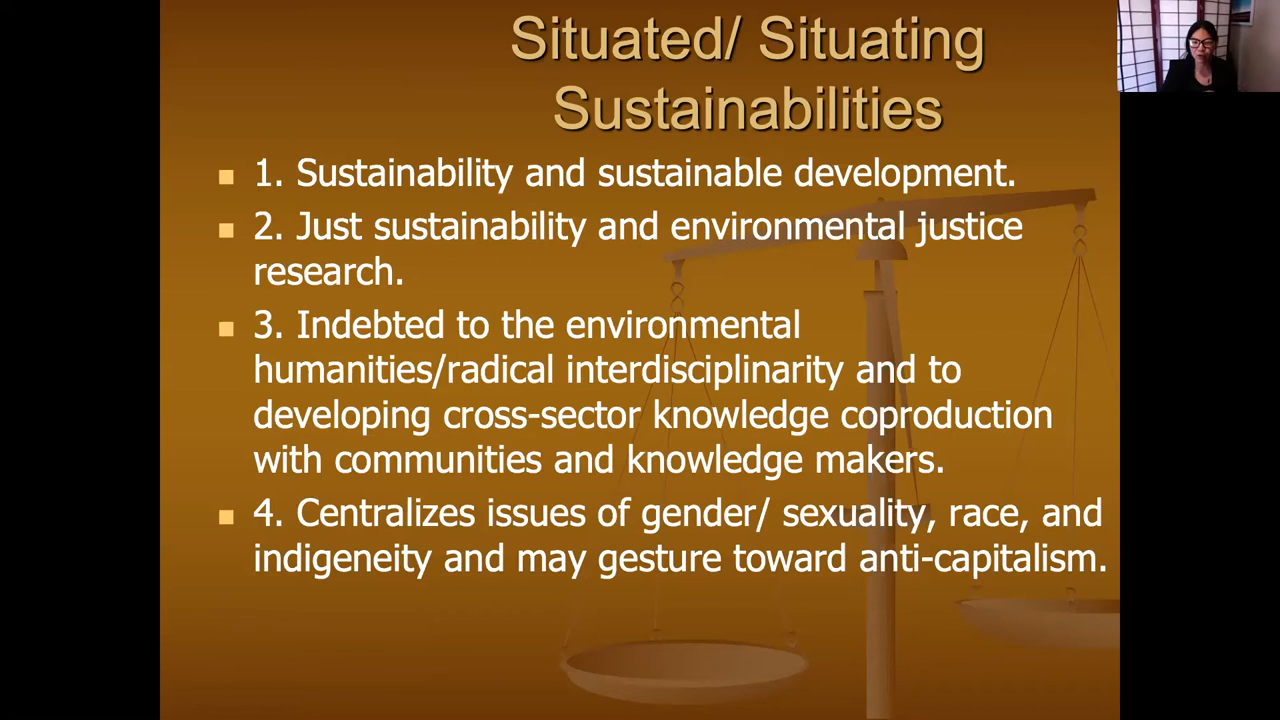 Situated/ Situating
Sustainabilities
1. Sustainability and sustainable development.
2. Just sustainability and environmental justice
research.
3. Indebted to the environmental
humanities/radical interdisciplinarity and to
developing cross-sector knowledge coproduction
with communities and knowledge makers.
4. Centralizes issues of gender/ sexuality, race, and
indigeneity and may gesture toward anti-capitalism.